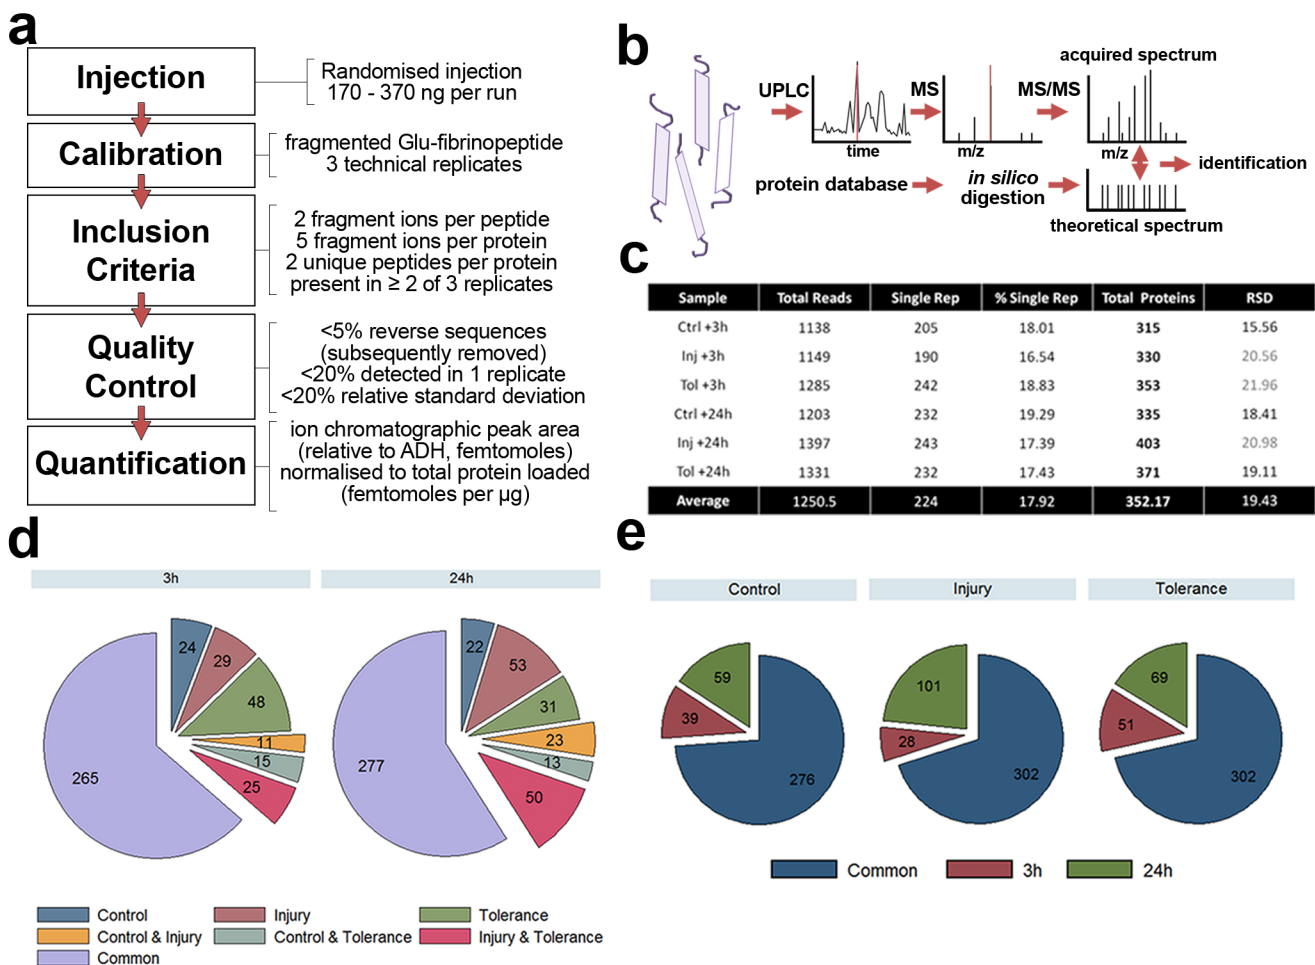 a
Injection
Randomised injection
170 - 370 ng per run
Calibration
fragmented Glu-fibrinopeptide
3 technical replicates
Inclusion
Criteria
2 fragment ions per peptide
5 fragment ions per protein
2 unique peptides per protein
present in ≥ 2 of 3 replicates
Quality
Control
<5% reverse sequences
(subsequently removed)
<20% detected in 1 replicate
<20% relative standard deviation
Quantification
ion chromatographic peak area
(relative to ADH, femtomoles)
normalised to total protein loaded
(femtomoles per µg)
b
UPLC
time
MS
m/z
MS/MS
acquired spectrum
m/z
identification
protein database
in silico
digestion
theoretical spectrum
c
Sample Total Reads Single Rep % Single Rep Total Proteins RSD
Ctrl +3h 1138 205 18.01 315 15.56
Inj +3h 1149 190 16.54 330 20.56
Tol +3h 1285 242 18.83 353 21.96
Ctrl +24h 1203 232 19.29 335 18.41
Inj +24h 1397 243 17.39 403 20.98
Tol +24h 1331 232 17.43 371 19.11
Average 1250.5 224 17.92 352.17 19.43
d
3h
24
29
48
11
15
25
265
24h
22
53
31
23
13
50
277
Control
Injury
Tolerance
Control & Injury
Control & Tolerance
Injury & Tolerance
Common
e
Control
59
39
276
Injury
101
28
302
Tolerance
69
51
302
Common
3h
24h